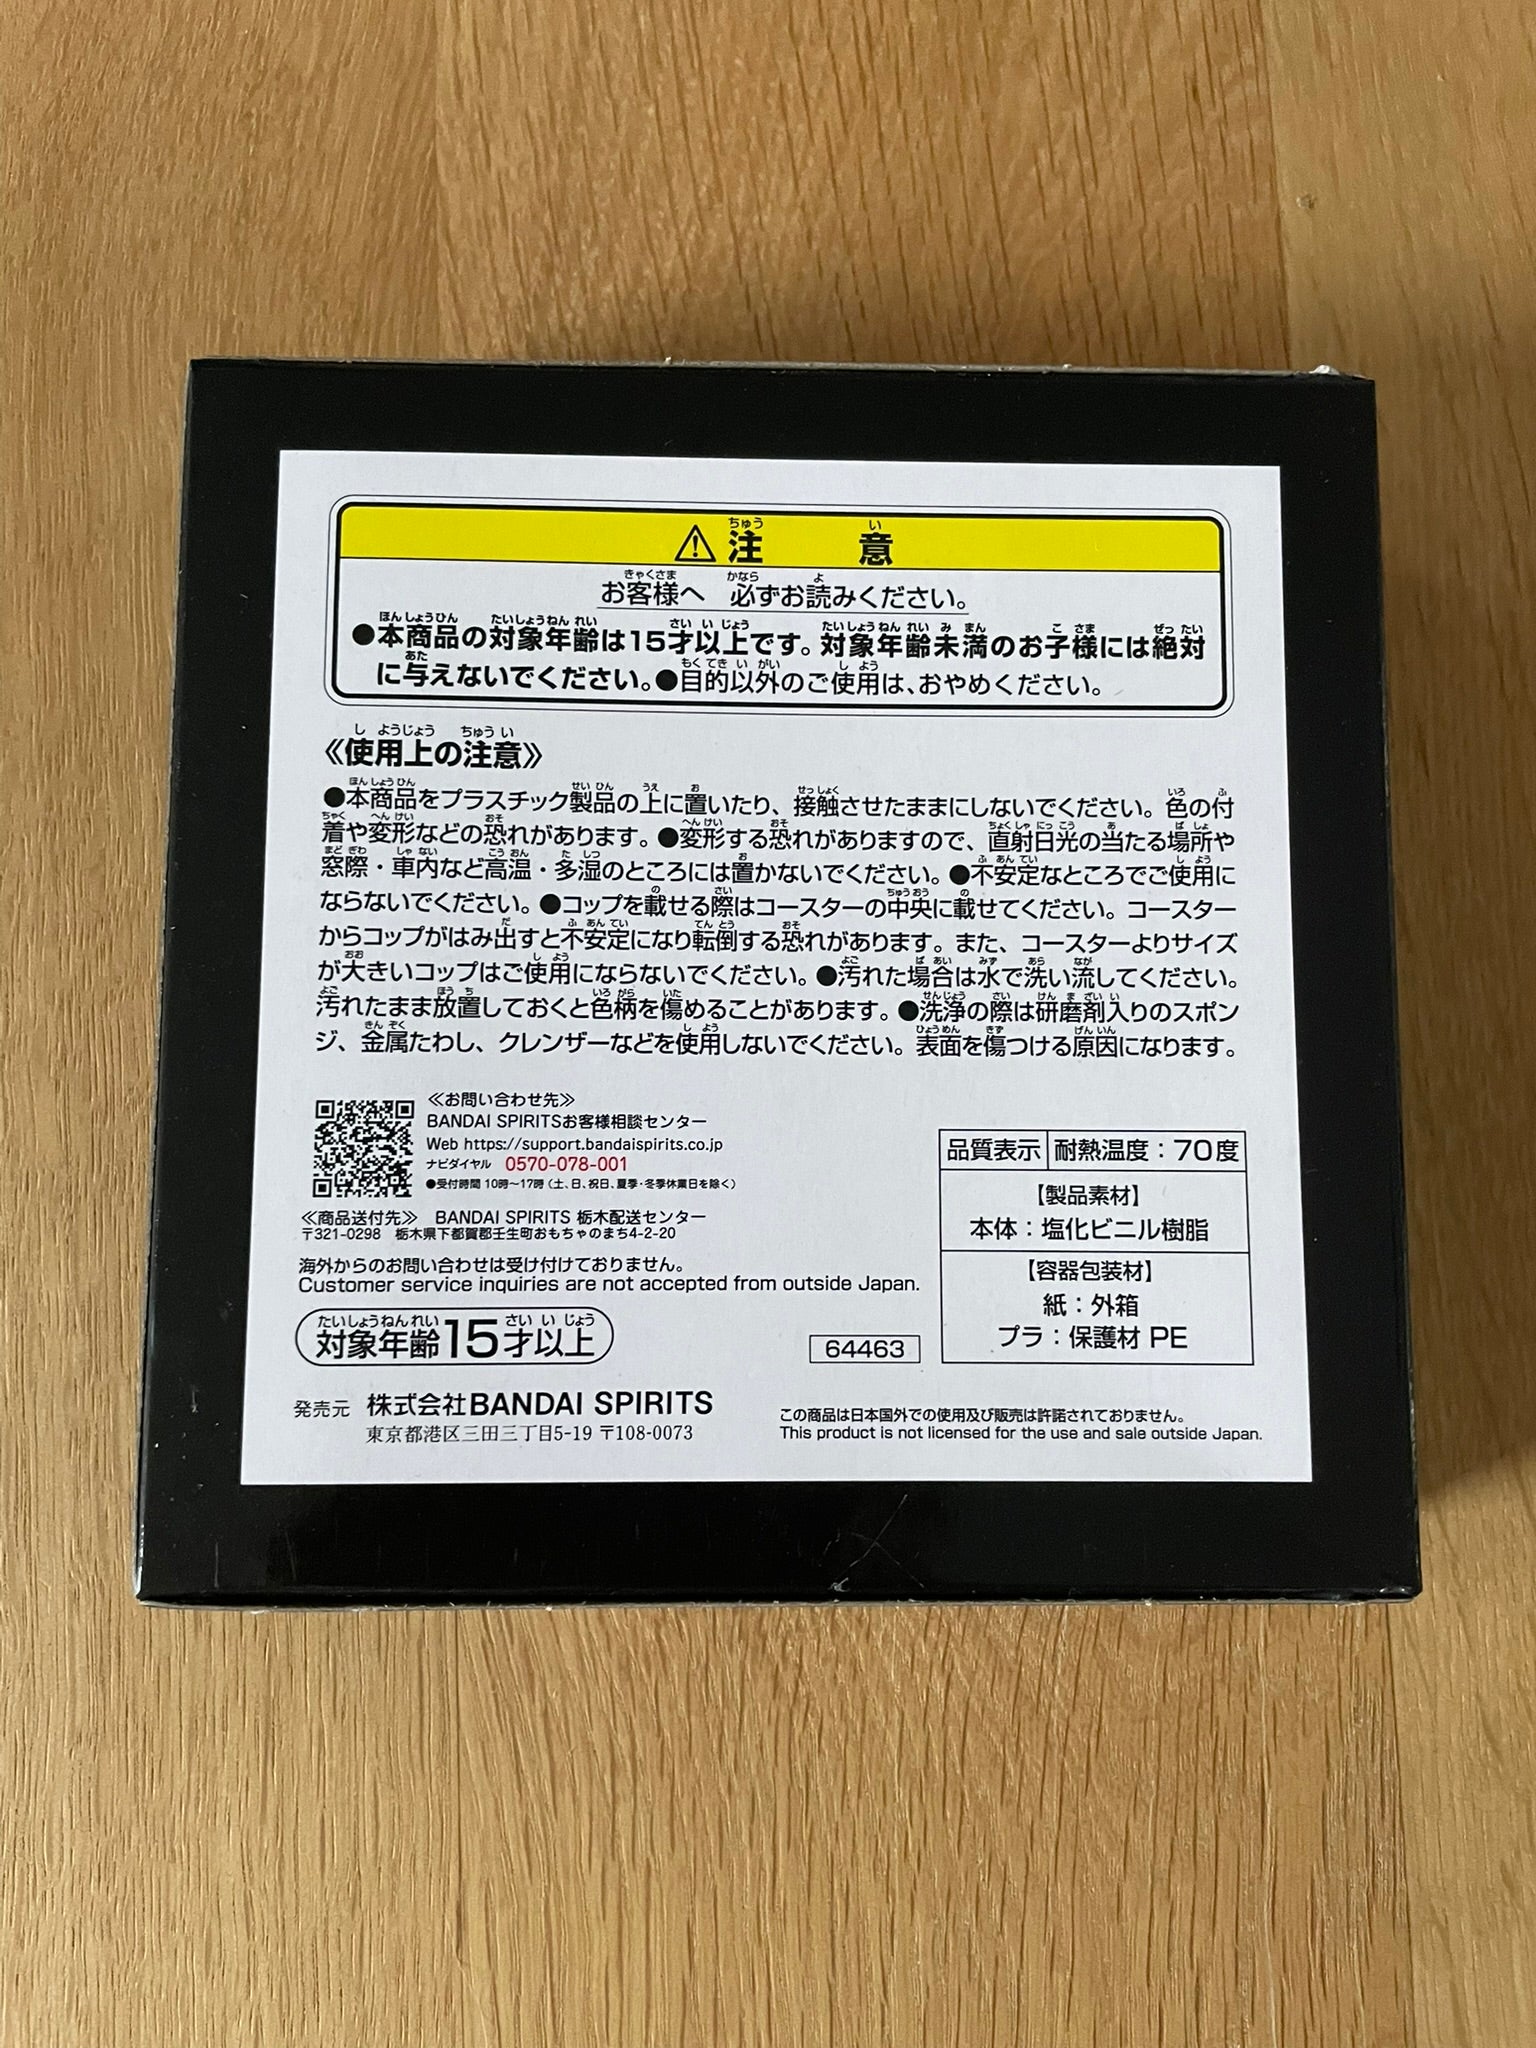 ⚠注 意
お客様へ 必ずお読みください。
●本商品の対象年齢は15才以上です。対象年齢未満のお子様には絶対
に与えないでください。●目的以外のご使用は、おやめください。
《使用上の注意》
●本商品をプラスチック製品の上に置いたり、接触させたままにしないでください。色の付
着や変形などの恐れがあります。●変形する恐れがありますので、直射日光の当たる場所や
窓際・車内など高温・多湿のところには置かないでください。●不安定なところでご使用に
ならないでください。●コップを載せる際はコースターの中央に載せてください。コースター
からコップがはみ出すと不安定になり転倒する恐れがあります。また、コースターよりサイズ
が大きいコップはご使用にならないでください。●汚れた場合は水で洗い流してください。
汚れたまま放置しておくと色柄を傷めることがあります。●洗浄の際は研磨剤入りのスポン
ジ、金属たわし、クレンザーなどを使用しないでください。表面を傷つける原因になります。
≪お問い合わせ先≫
BANDAI SPIRITSお客様相談センター
Web https://support.bandaispirits.co.jp
ナビダイヤル 0570-078-001
●受付時間 10時～17時（土、日、祝日、夏季・冬季休業日を除く）
≪商品送付先≫ BANDAI SPIRITS 栃木配送センター
〒321-0298 栃木県下都賀郡壬生町おもちゃのまち4-2-20
海外からのお問い合わせは受け付けておりません。
Customer service inquiries are not accepted from outside Japan.
対象年齢15才以上
64463
品質表示 耐熱温度：70度
【製品素材】
本体：塩化ビニル樹脂
【容器包装材】
紙：外箱
プラ：保護材 PE
発売元 株式会社BANDAI SPIRITS
東京都港区三田三丁目5-19 〒108-0073
この商品は日本国外での使用及び販売は許諾されておりません。
This product is not licensed for the use and sale outside Japan.